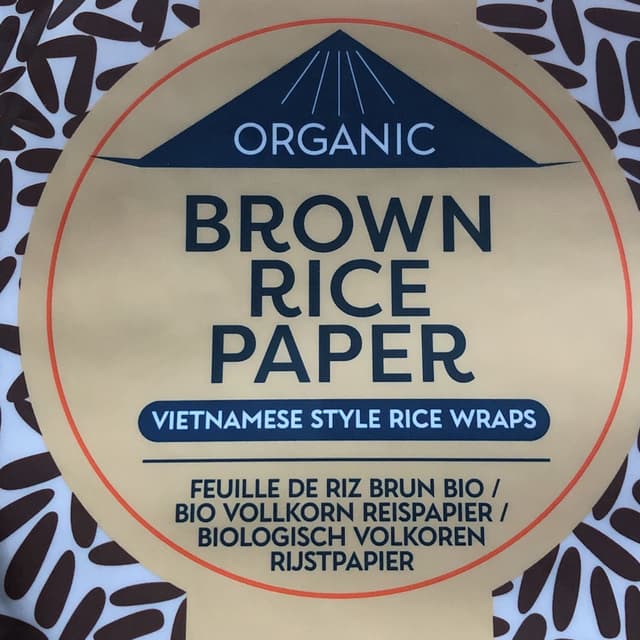 ORGANIC
BROWN
RICE
PAPER
VIETNAMESE STYLE RICE WRAPS
FEUILLE DE RIZ BRUN BIO /
BIO VOLLKORN REISPAPIER /
BIOLOGISCH VOLKOREN
RIJSTPAPIER